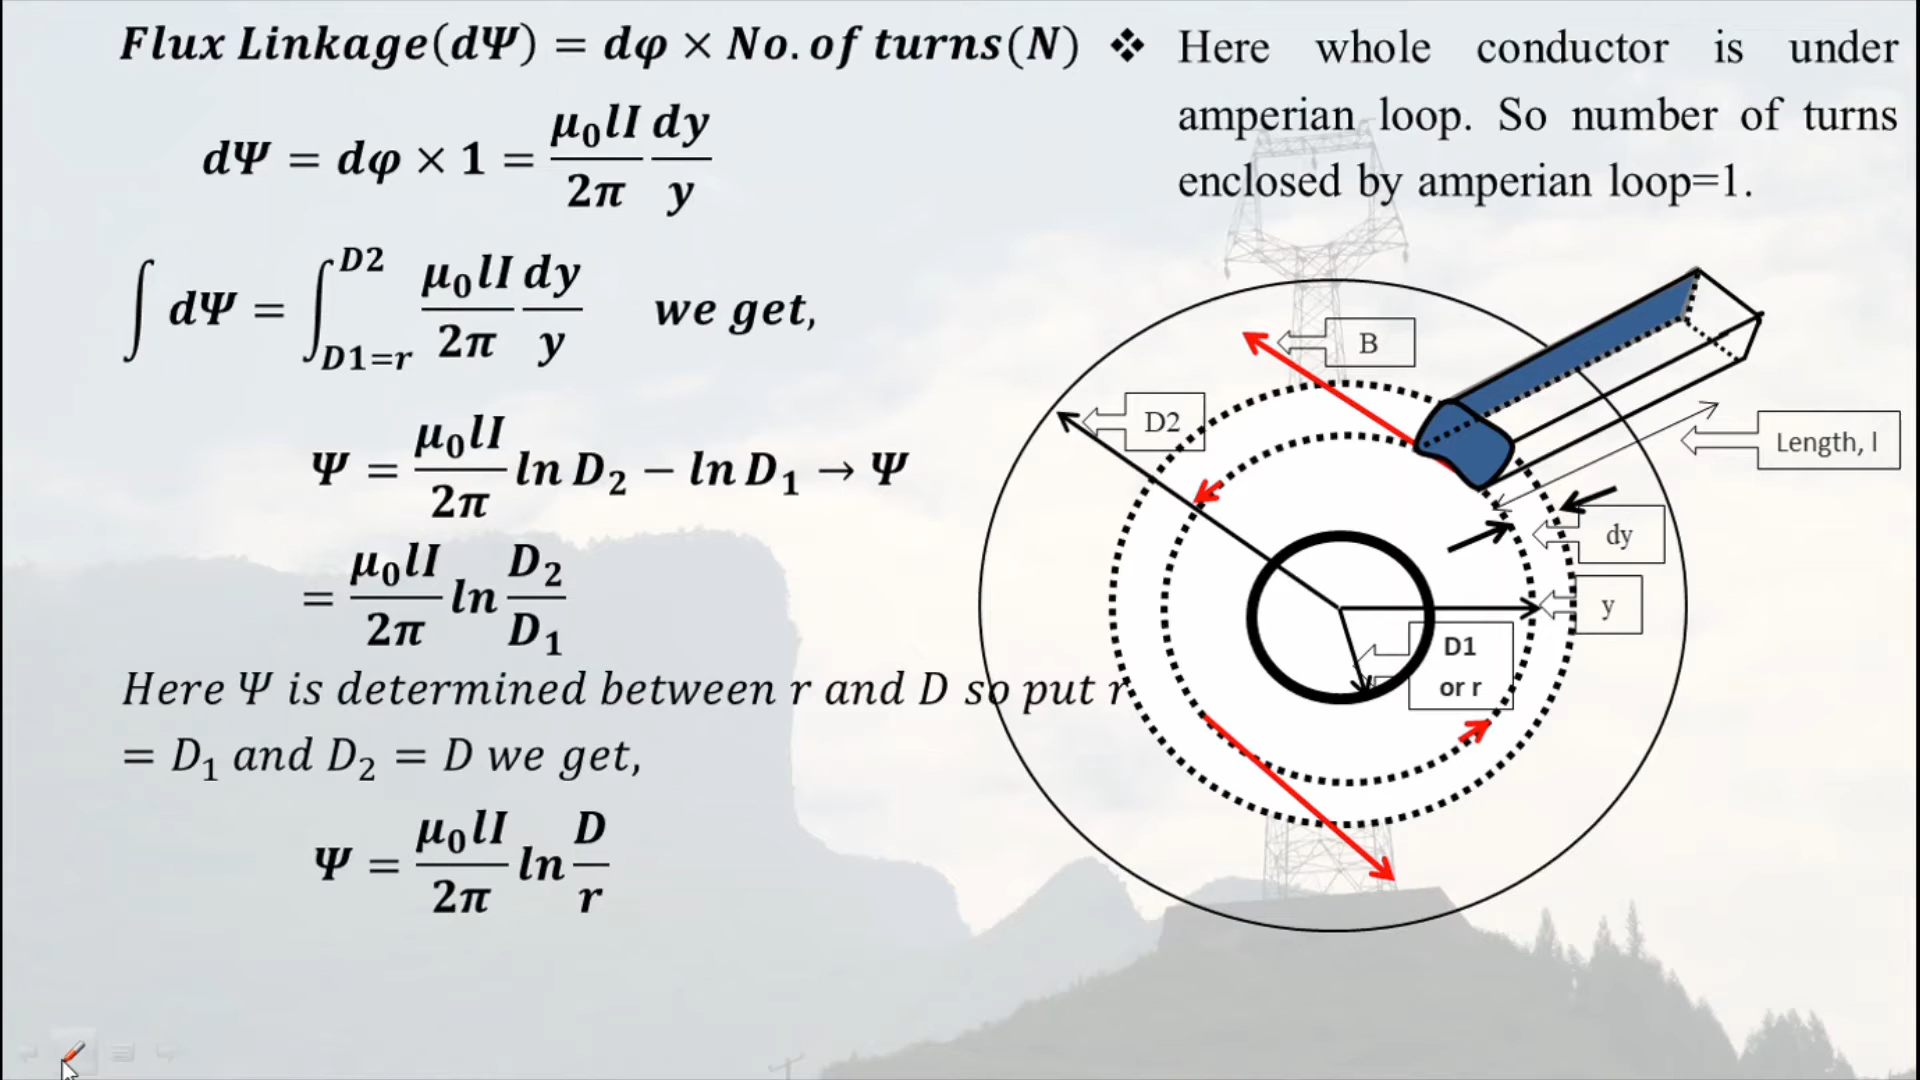 Flux Linkage(dΨ) = dφ × No. of turns(N)
dΨ = dφ × 1 = μ₀lI/2π dy/y
∫ dΨ = ∫_{D1=r}^{D2} μ₀lI/2π dy/y we get,
Ψ = μ₀lI/2π ln D₂ − ln D₁ → Ψ
= μ₀lI/2π ln D₂/D₁
Here Ψ is determined between r and D so put r
= D₁ and D₂ = D we get,
Ψ = μ₀lI/2π ln D/r
❖ Here whole conductor is under
amperian loop. So number of turns
enclosed by amperian loop=1.
B
D2
Length, l
dy
y
D1
or r